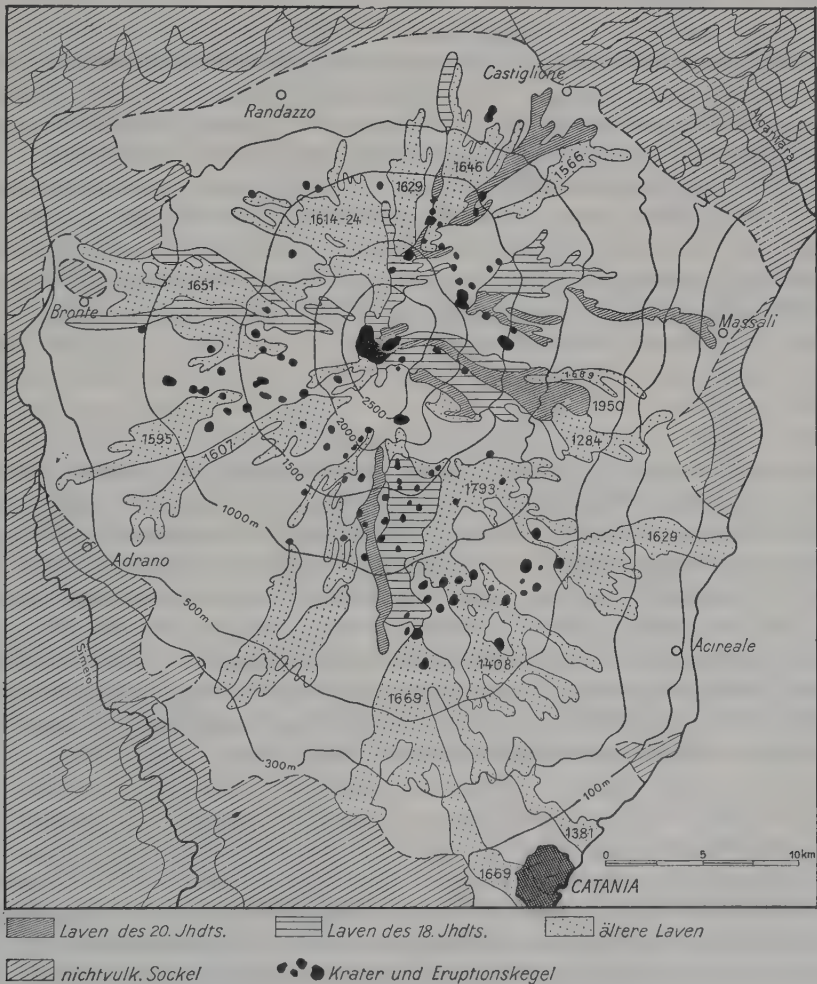 Castiglione
Randazzo
Alcantara
1646
1566
1629
1614-24
1651
Bronte
Massali
1689
1950
2500
1284
2000
1595
1607
1500
1793
1000m
1629
Adrano
500m
Acireale
Simeto
1408
1669
300m
100m
1381
0 5 10km
1669
CATANIA
Laven des 20. Jhdts. Laven des 18. Jhdts. ältere Laven
nichtvulk. Sockel Krater und Eruptionskegel